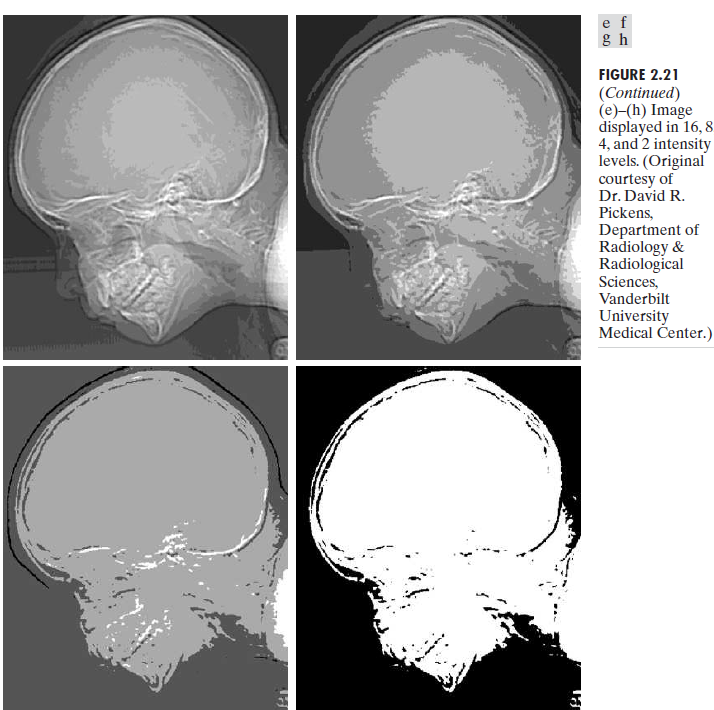 e f
g h
FIGURE 2.21
(Continued)
(e)–(h) Image
displayed in 16, 8
4, and 2 intensity
levels. (Original
courtesy of
Dr. David R.
Pickens,
Department of
Radiology &
Radiological
Sciences,
Vanderbilt
University
Medical Center.)